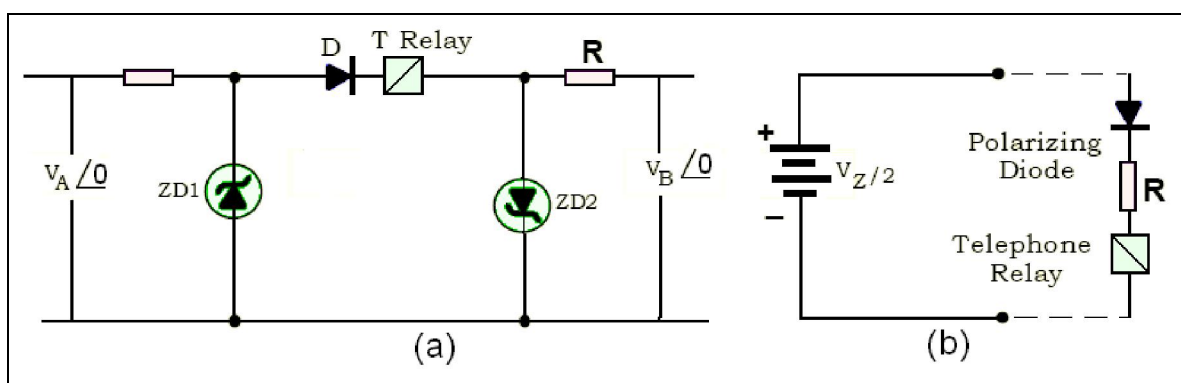 D
T Relay
R
V_A /0
ZD1
ZD2
V_B /0
(a)
+
V_Z/2
−
Polarizing
Diode
R
Telephone
Relay
(b)